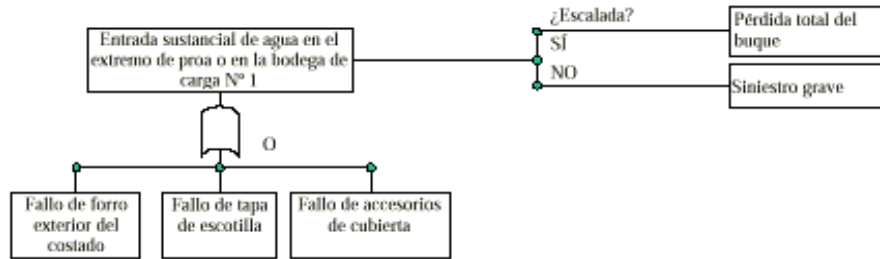 ¿Escalada?
Pérdida total del
buque
Entrada sustancial de agua en el
extremo de proa o en la bodega de
carga Nº 1
SÍ
NO
Siniestro grave
O
Fallo de forro
exterior del
costado
Fallo de tapa
de escotilla
Fallo de accesorios
de cubierta